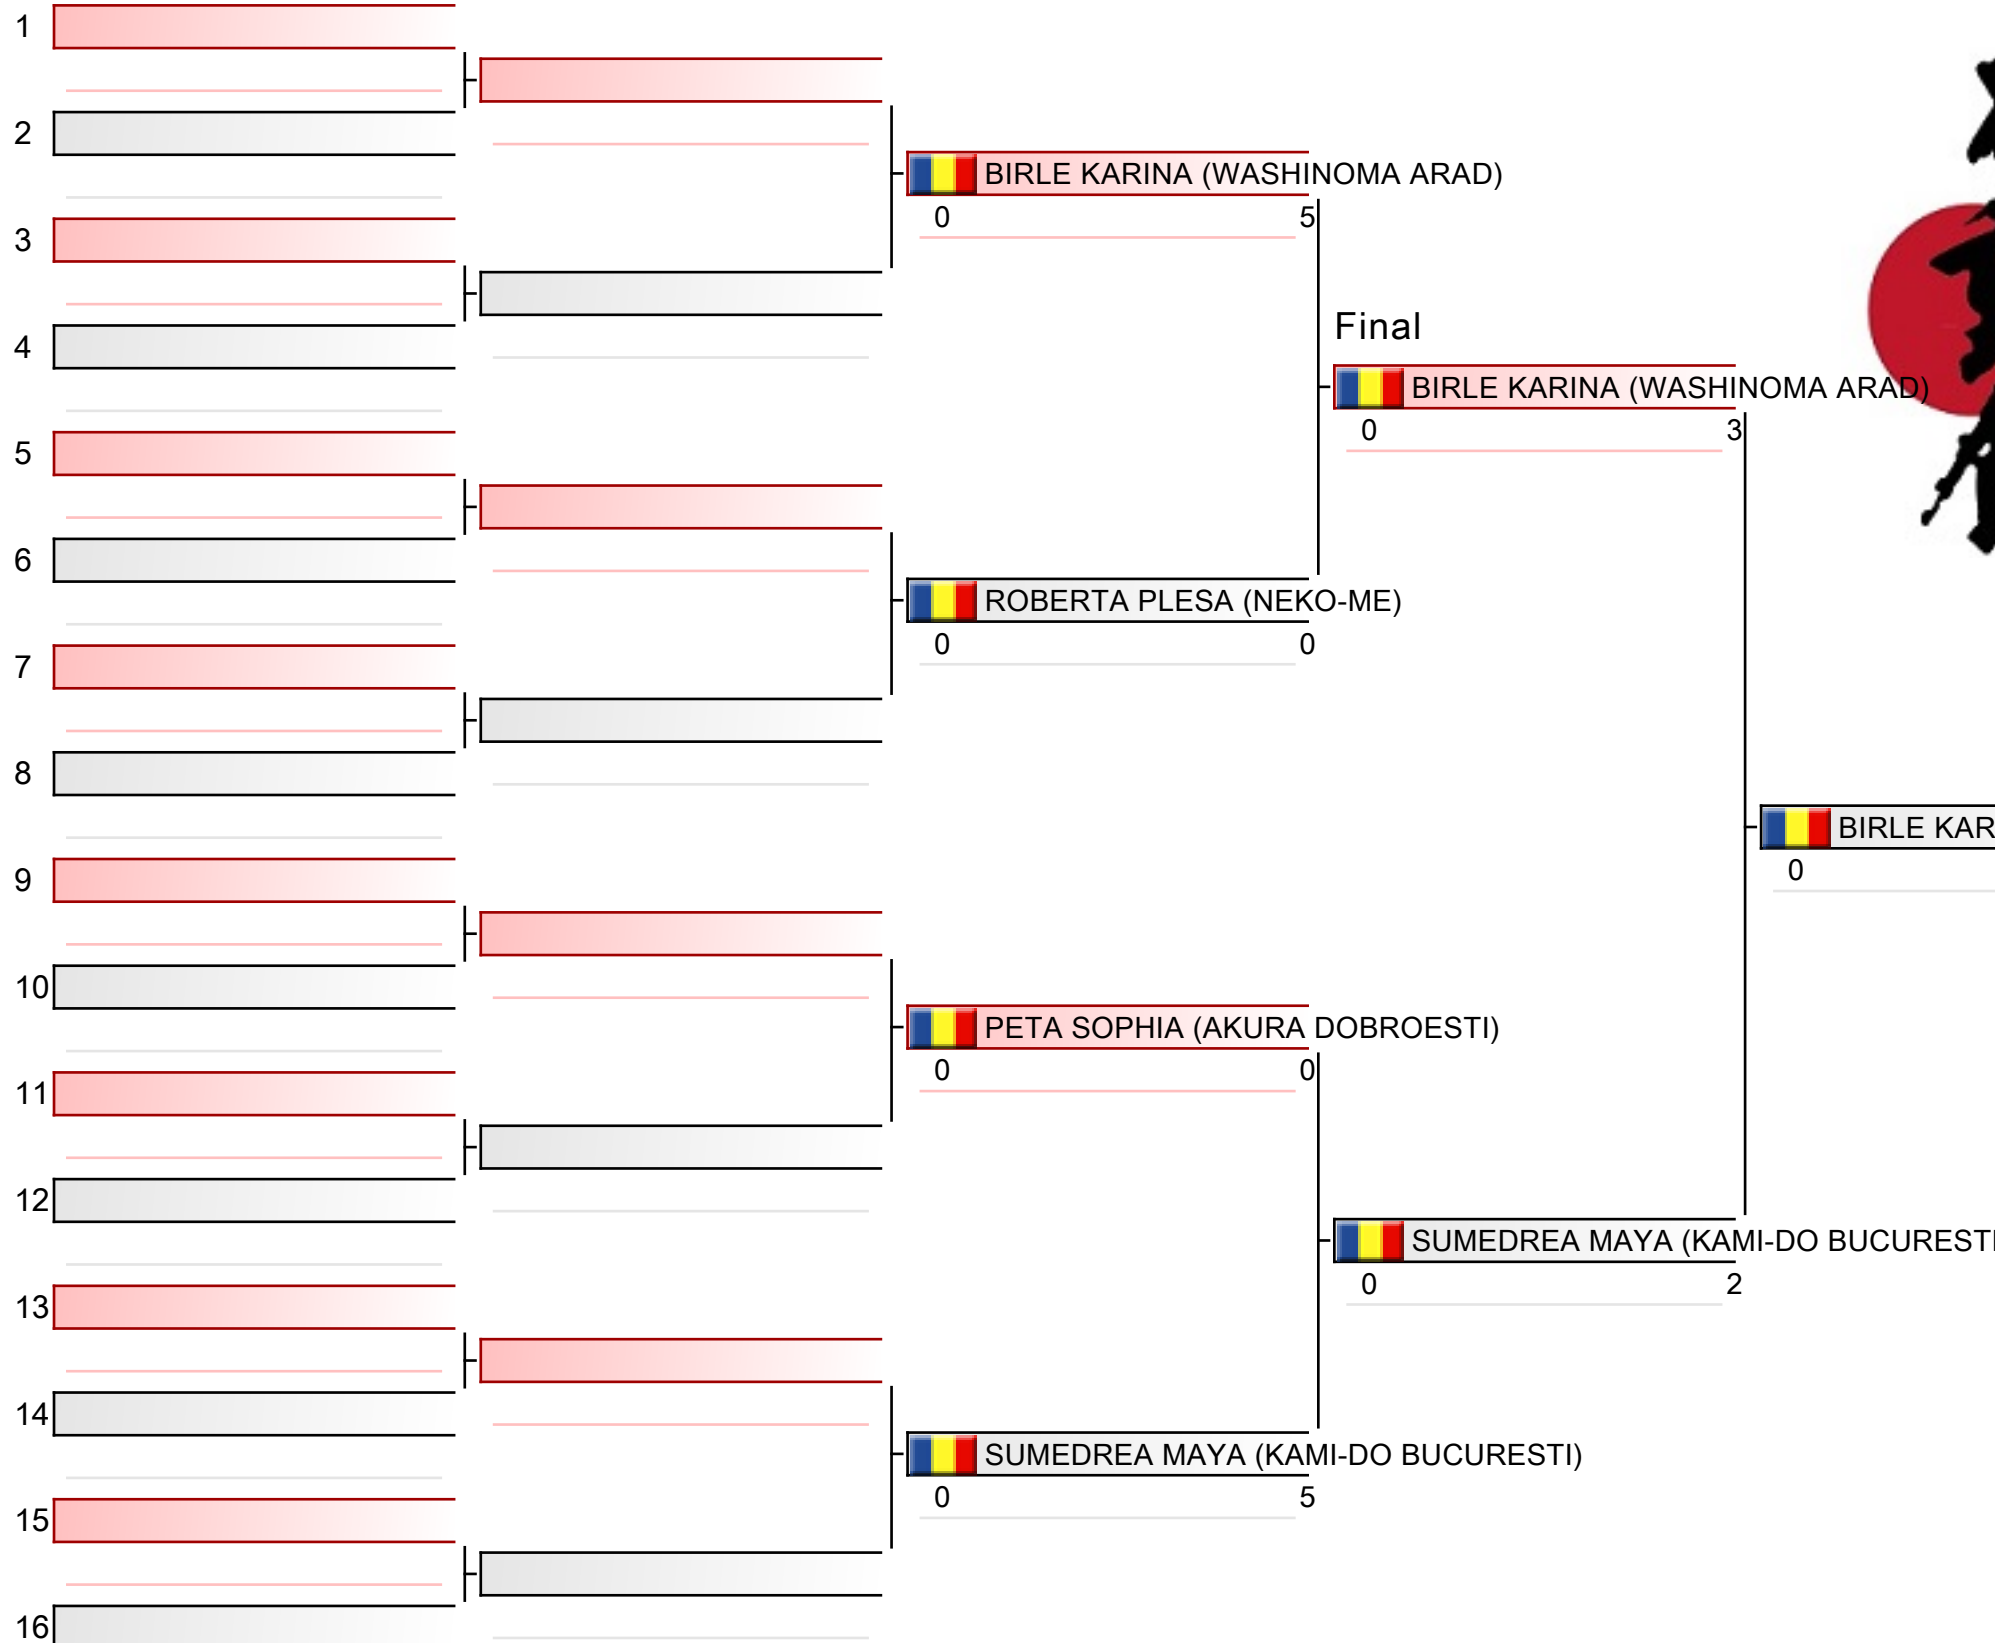 1
2
BIRLE KARINA (WASHINOMA ARAD)
0 5
3
4
Final
BIRLE KARINA (WASHINOMA ARAD)
0 3
5
6
ROBERTA PLESA (NEKO-ME)
0 0
7
8
BIRLE KAR
0
9
10
PETA SOPHIA (AKURA DOBROESTI)
0 0
11
12
SUMEDREA MAYA (KAMI-DO BUCURESTI
0 2
13
14
SUMEDREA MAYA (KAMI-DO BUCURESTI)
0 5
15
16